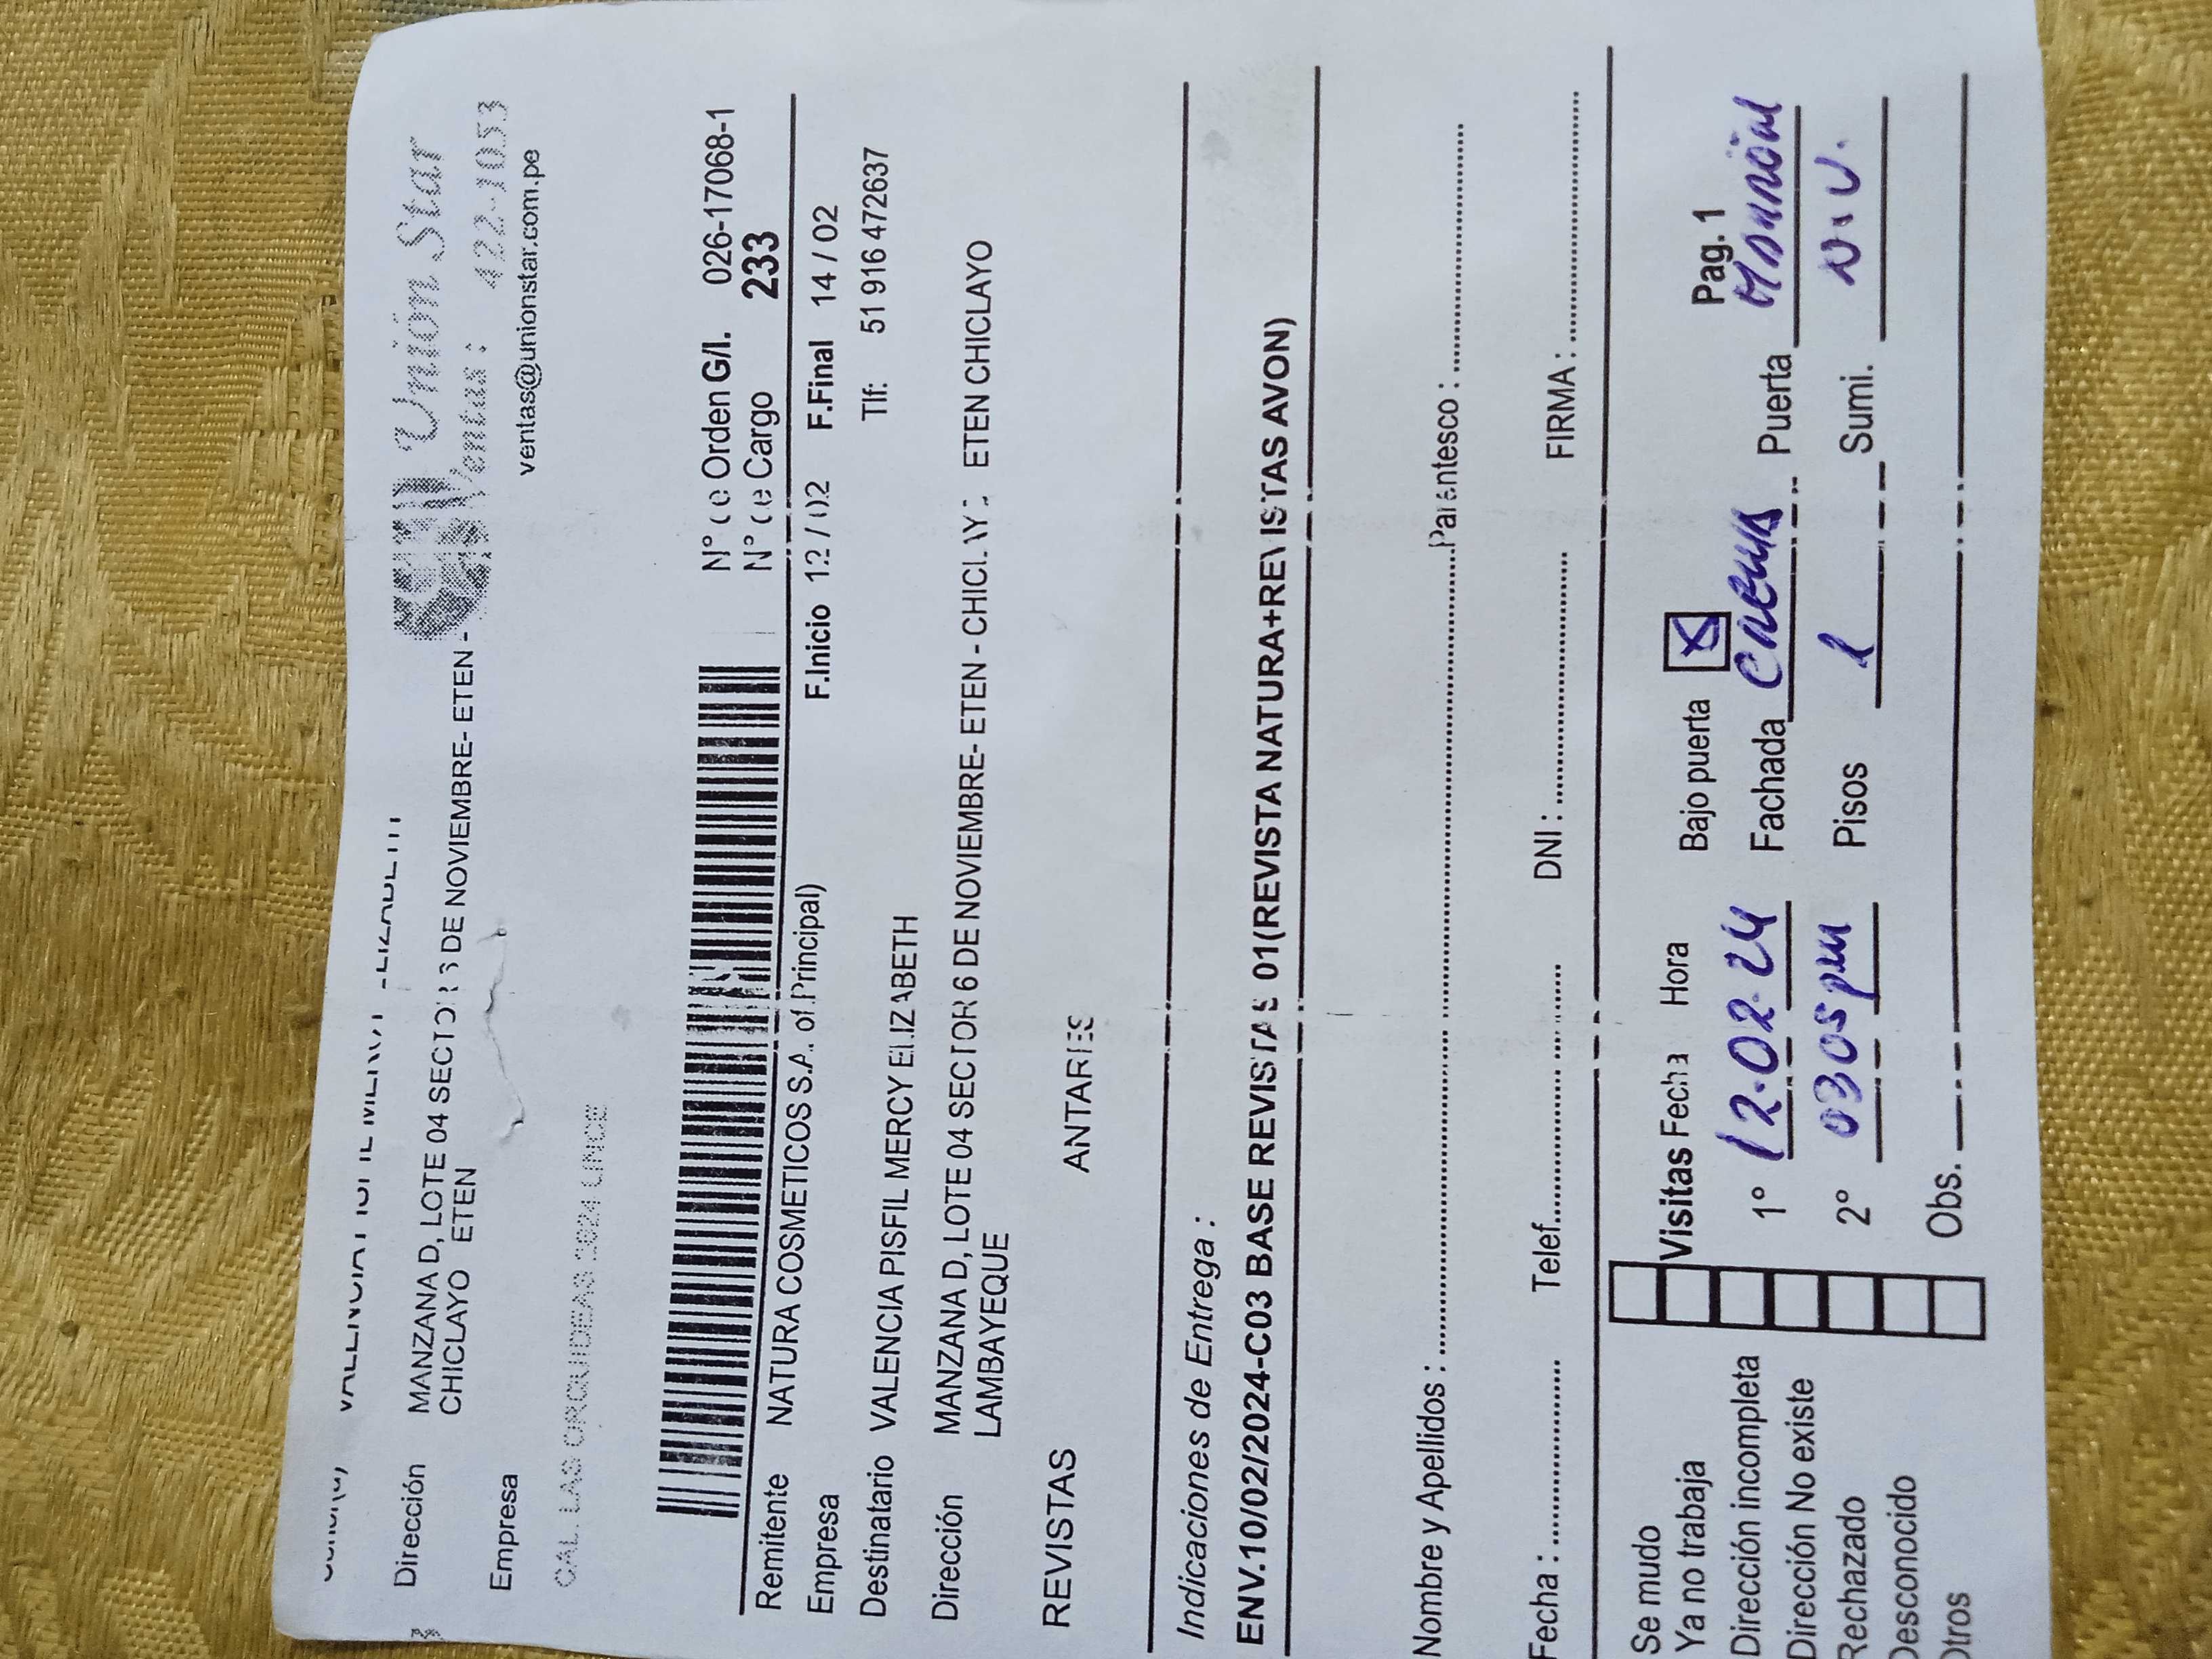 Unión Star
Ventas : 422-1053
ventas@unionstar.com.pe
Dirección MANZANA D, LOTE 04 SECTOR 6 DE NOVIEMBRE- ETEN -
CHICLAYO ETEN
Empresa
CAL. LAS ORQUIDEAS 2624 LINCE
N° de Orden G/I. 026-17068-1
N° de Cargo 233
Remitente NATURA COSMETICOS S.A. of.Principal)
F.Inicio 12 / 02 F.Final 14 / 02
Empresa
Tlf: 51 916 472637
Destinatario VALENCIA PISFIL MERCY ELIZABETH
Dirección MANZANA D, LOTE 04 SECTOR 6 DE NOVIEMBRE- ETEN - CHICLAYO ETEN CHICLAYO
LAMBAYEQUE
REVISTAS ANTARES
Indicaciones de Entrega :
ENV.10/02/2024-C03 BASE REVISTAS 01(REVISTA NATURA+REVISTAS AVON)
Nombre y Apellidos : Parentesco :
Fecha : Telef. DNI : FIRMA :
Se mudo
Ya no trabaja
Dirección incompleta
Dirección No existe
Rechazado
Desconocido
Otros
Visitas Fecha Hora Bajo puerta X Pag. 1
1° 12.02.24 Fachada Puerta
2° 0305pm Pisos 1 Sumi.
Obs.